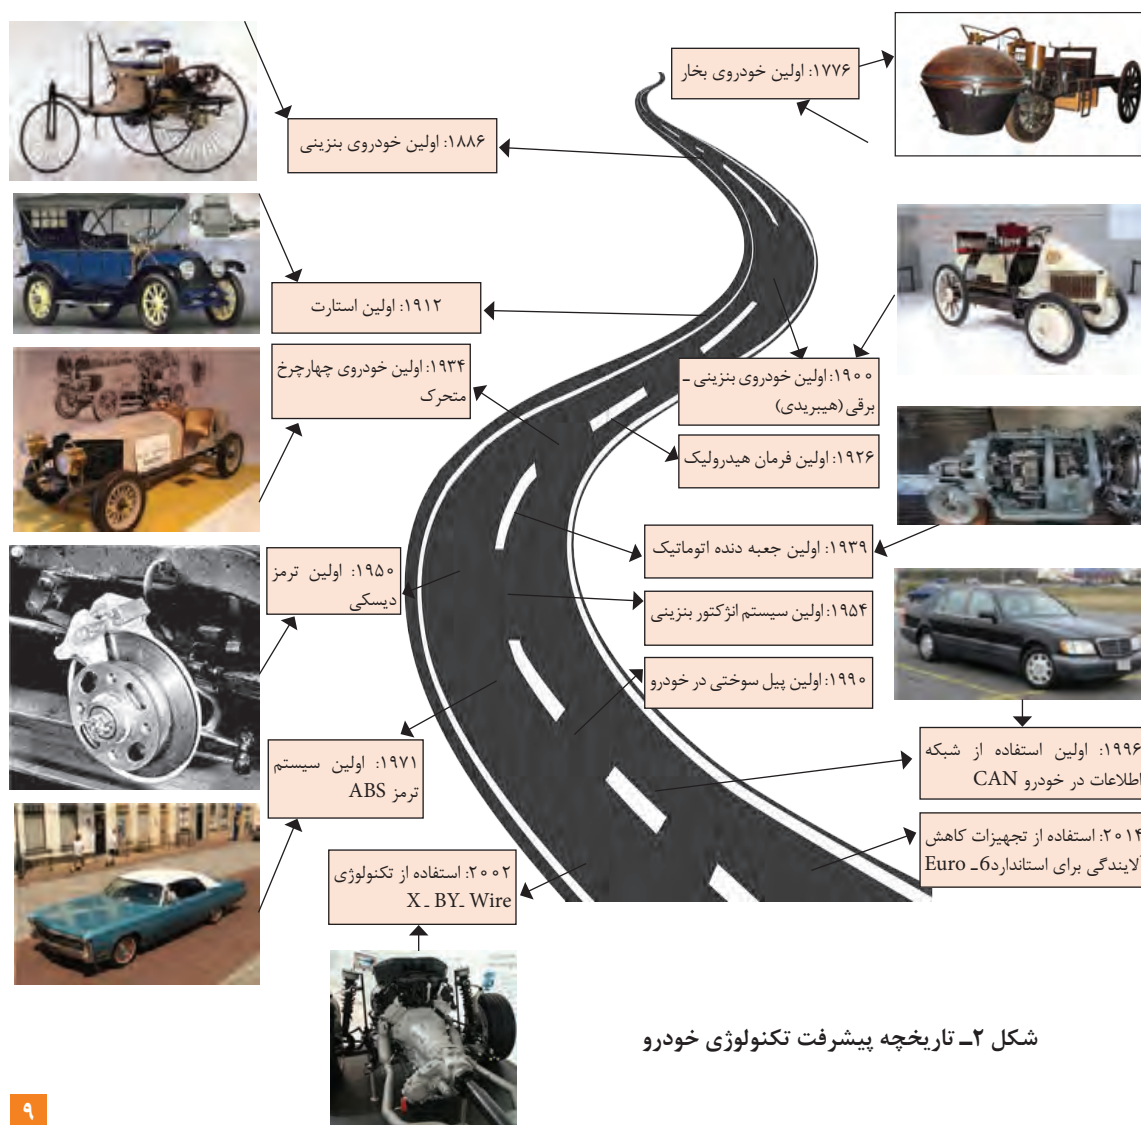 ۱۷۷۶: اولین خودروی بخار
۱۸۸۶: اولین خودروی بنزینی
۱۹۱۲: اولین استارت
۱۹۳۴: اولین خودروی چهارچرخ
متحرک
۱۹۰۰: اولین خودروی بنزینی ـ
برقی (هیبریدی)
۱۹۲۶: اولین فرمان هیدرولیک
۱۹۳۹: اولین جعبه دنده اتوماتیک
۱۹۵۰: اولین ترمز
دیسکی
۱۹۵۴: اولین سیستم انژکتور بنزینی
۱۹۹۰: اولین پیل سوختی در خودرو
۱۹۷۱: اولین سیستم
ترمز ABS
۱۹۹۶: اولین استفاده از شبکه
اطلاعات در خودرو CAN
۲۰۱۴: استفاده از تجهیزات کاهش
آلایندگی برای استاندارد6ـ Euro
۲۰۰۲: استفاده از تکنولوژی
X ـ BY ـ Wire
شکل ۲ـ تاریخچه پیشرفت تکنولوژی خودرو
۹